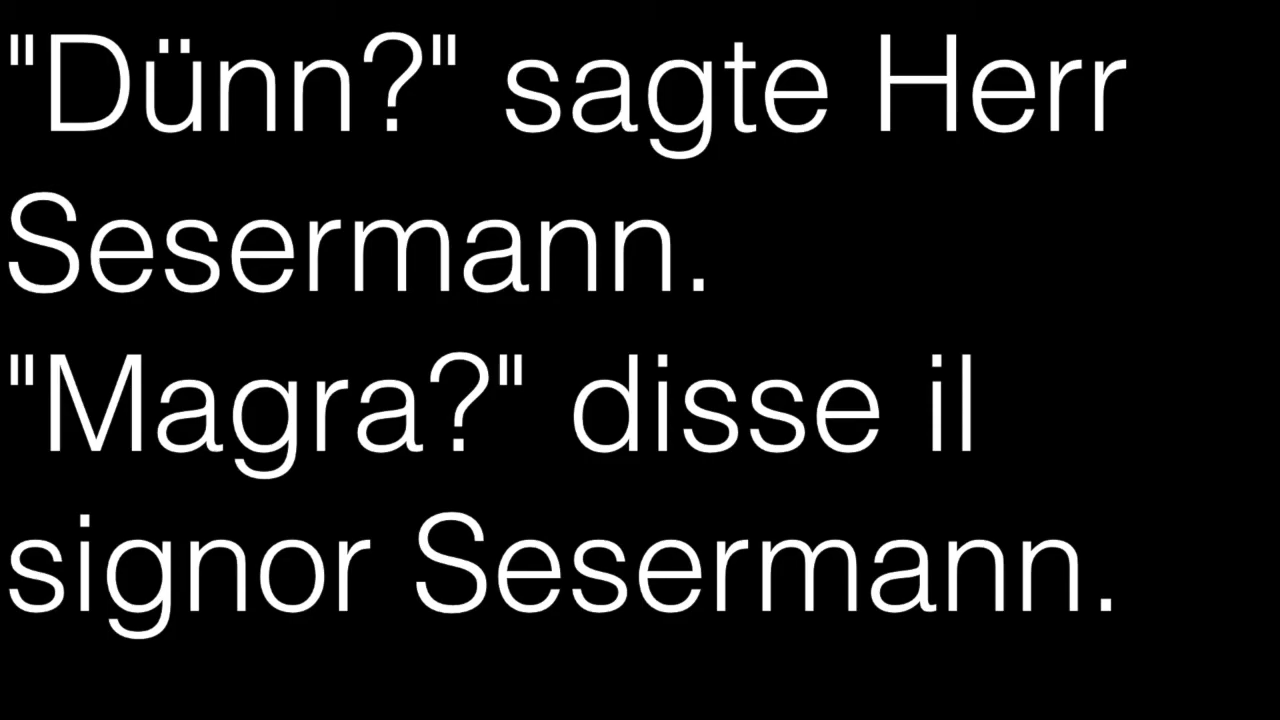 "Dünn?" sagte Herr
Sesermann.
"Magra?" disse il
signor Sesermann.